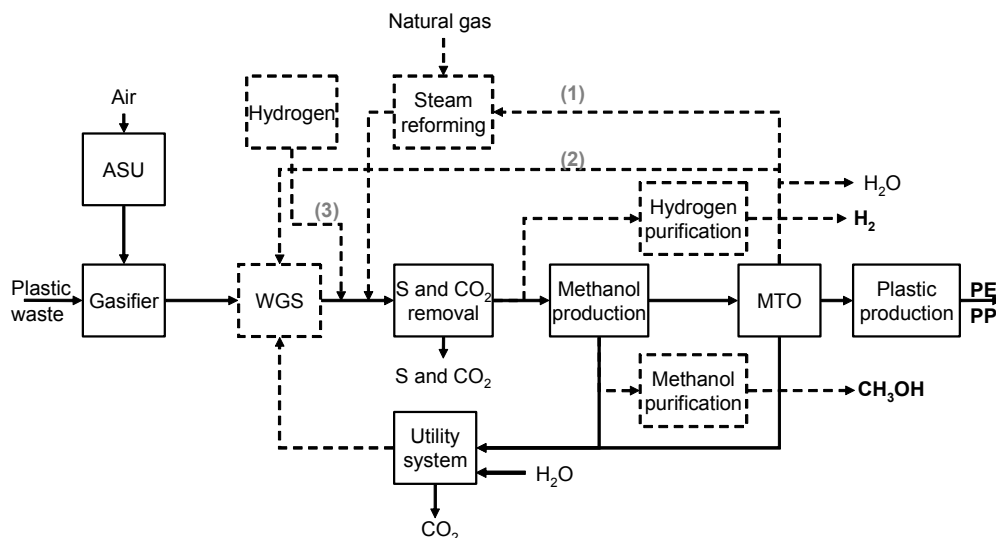 Natural gas
Air
ASU
Hydrogen
Steam
reforming
(1)
(2)
(3)
H₂O
Hydrogen
purification
H₂
Plastic
waste
Gasifier
WGS
S and CO₂
removal
Methanol
production
MTO
Plastic
production
PE
PP
S and CO₂
Methanol
purification
CH₃OH
Utility
system
H₂O
CO₂